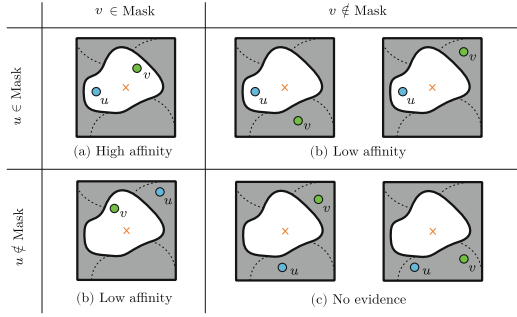 v ∈ Mask
v ∉ Mask
u ∈ Mask
v
u
u
v
v
u
(a) High affinity
(b) Low affinity
u ∉ Mask
u
v
v
u
u
v
(b) Low affinity
(c) No evidence